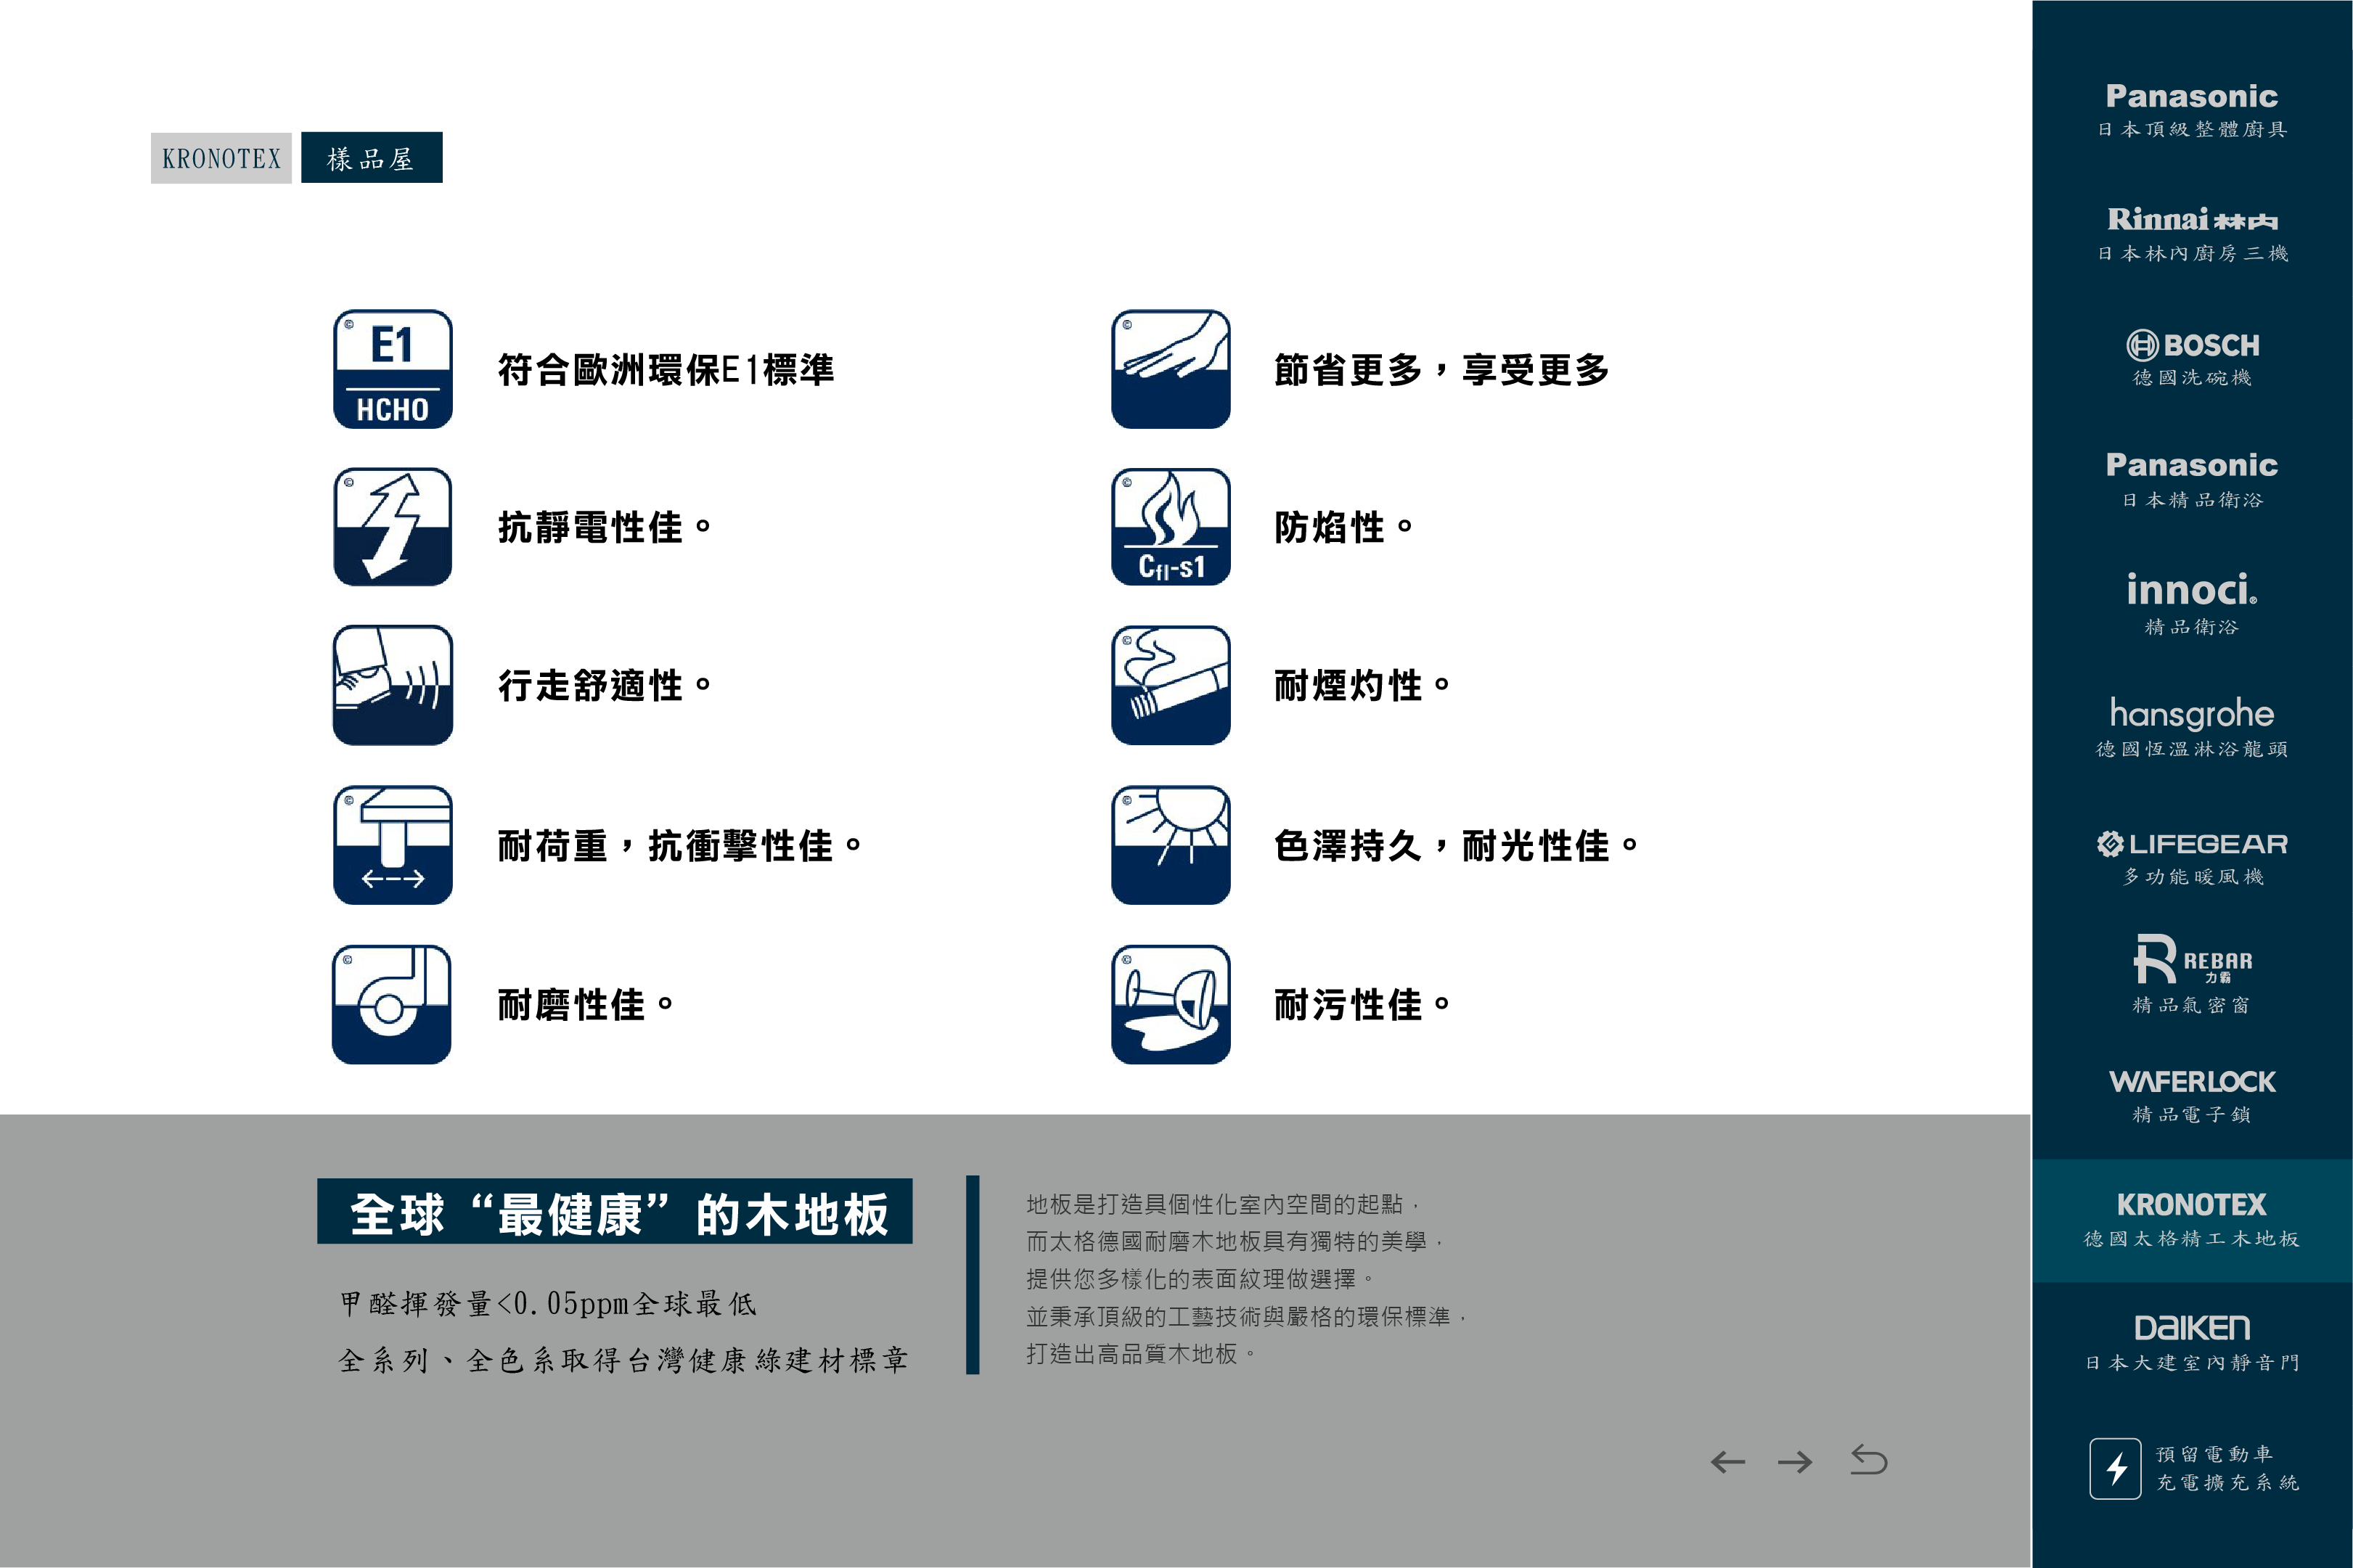 KRONOTEX
樣品屋
E1
HCHO
符合歐洲環保E1標準
節省更多，享受更多
抗靜電性佳。
Cfl-s1
防焰性。
行走舒適性。
耐煙灼性。
耐荷重，抗衝擊性佳。
色澤持久，耐光性佳。
耐磨性佳。
耐污性佳。
全球“最健康”的木地板
甲醛揮發量<0.05ppm全球最低
全系列、全色系取得台灣健康綠建材標章
地板是打造具個性化室內空間的起點，
而太格德國耐磨木地板具有獨特的美學，
提供您多樣化的表面紋理做選擇。
並秉承頂級的工藝技術與嚴格的環保標準，
打造出高品質木地板。
Panasonic
日本頂級整體廚具
Rinnai 林内
日本林內廚房三機
BOSCH
德國洗碗機
Panasonic
日本精品衛浴
innoci®
精品衛浴
hansgrohe
德國恆溫淋浴龍頭
LIFEGEAR
多功能暖風機
REBAR
力霸
精品氣密窗
WAFERLOCK
精品電子鎖
KRONOTEX
德國太格精工木地板
DAIKEN
日本大建室內靜音門
預留電動車
充電擴充系統